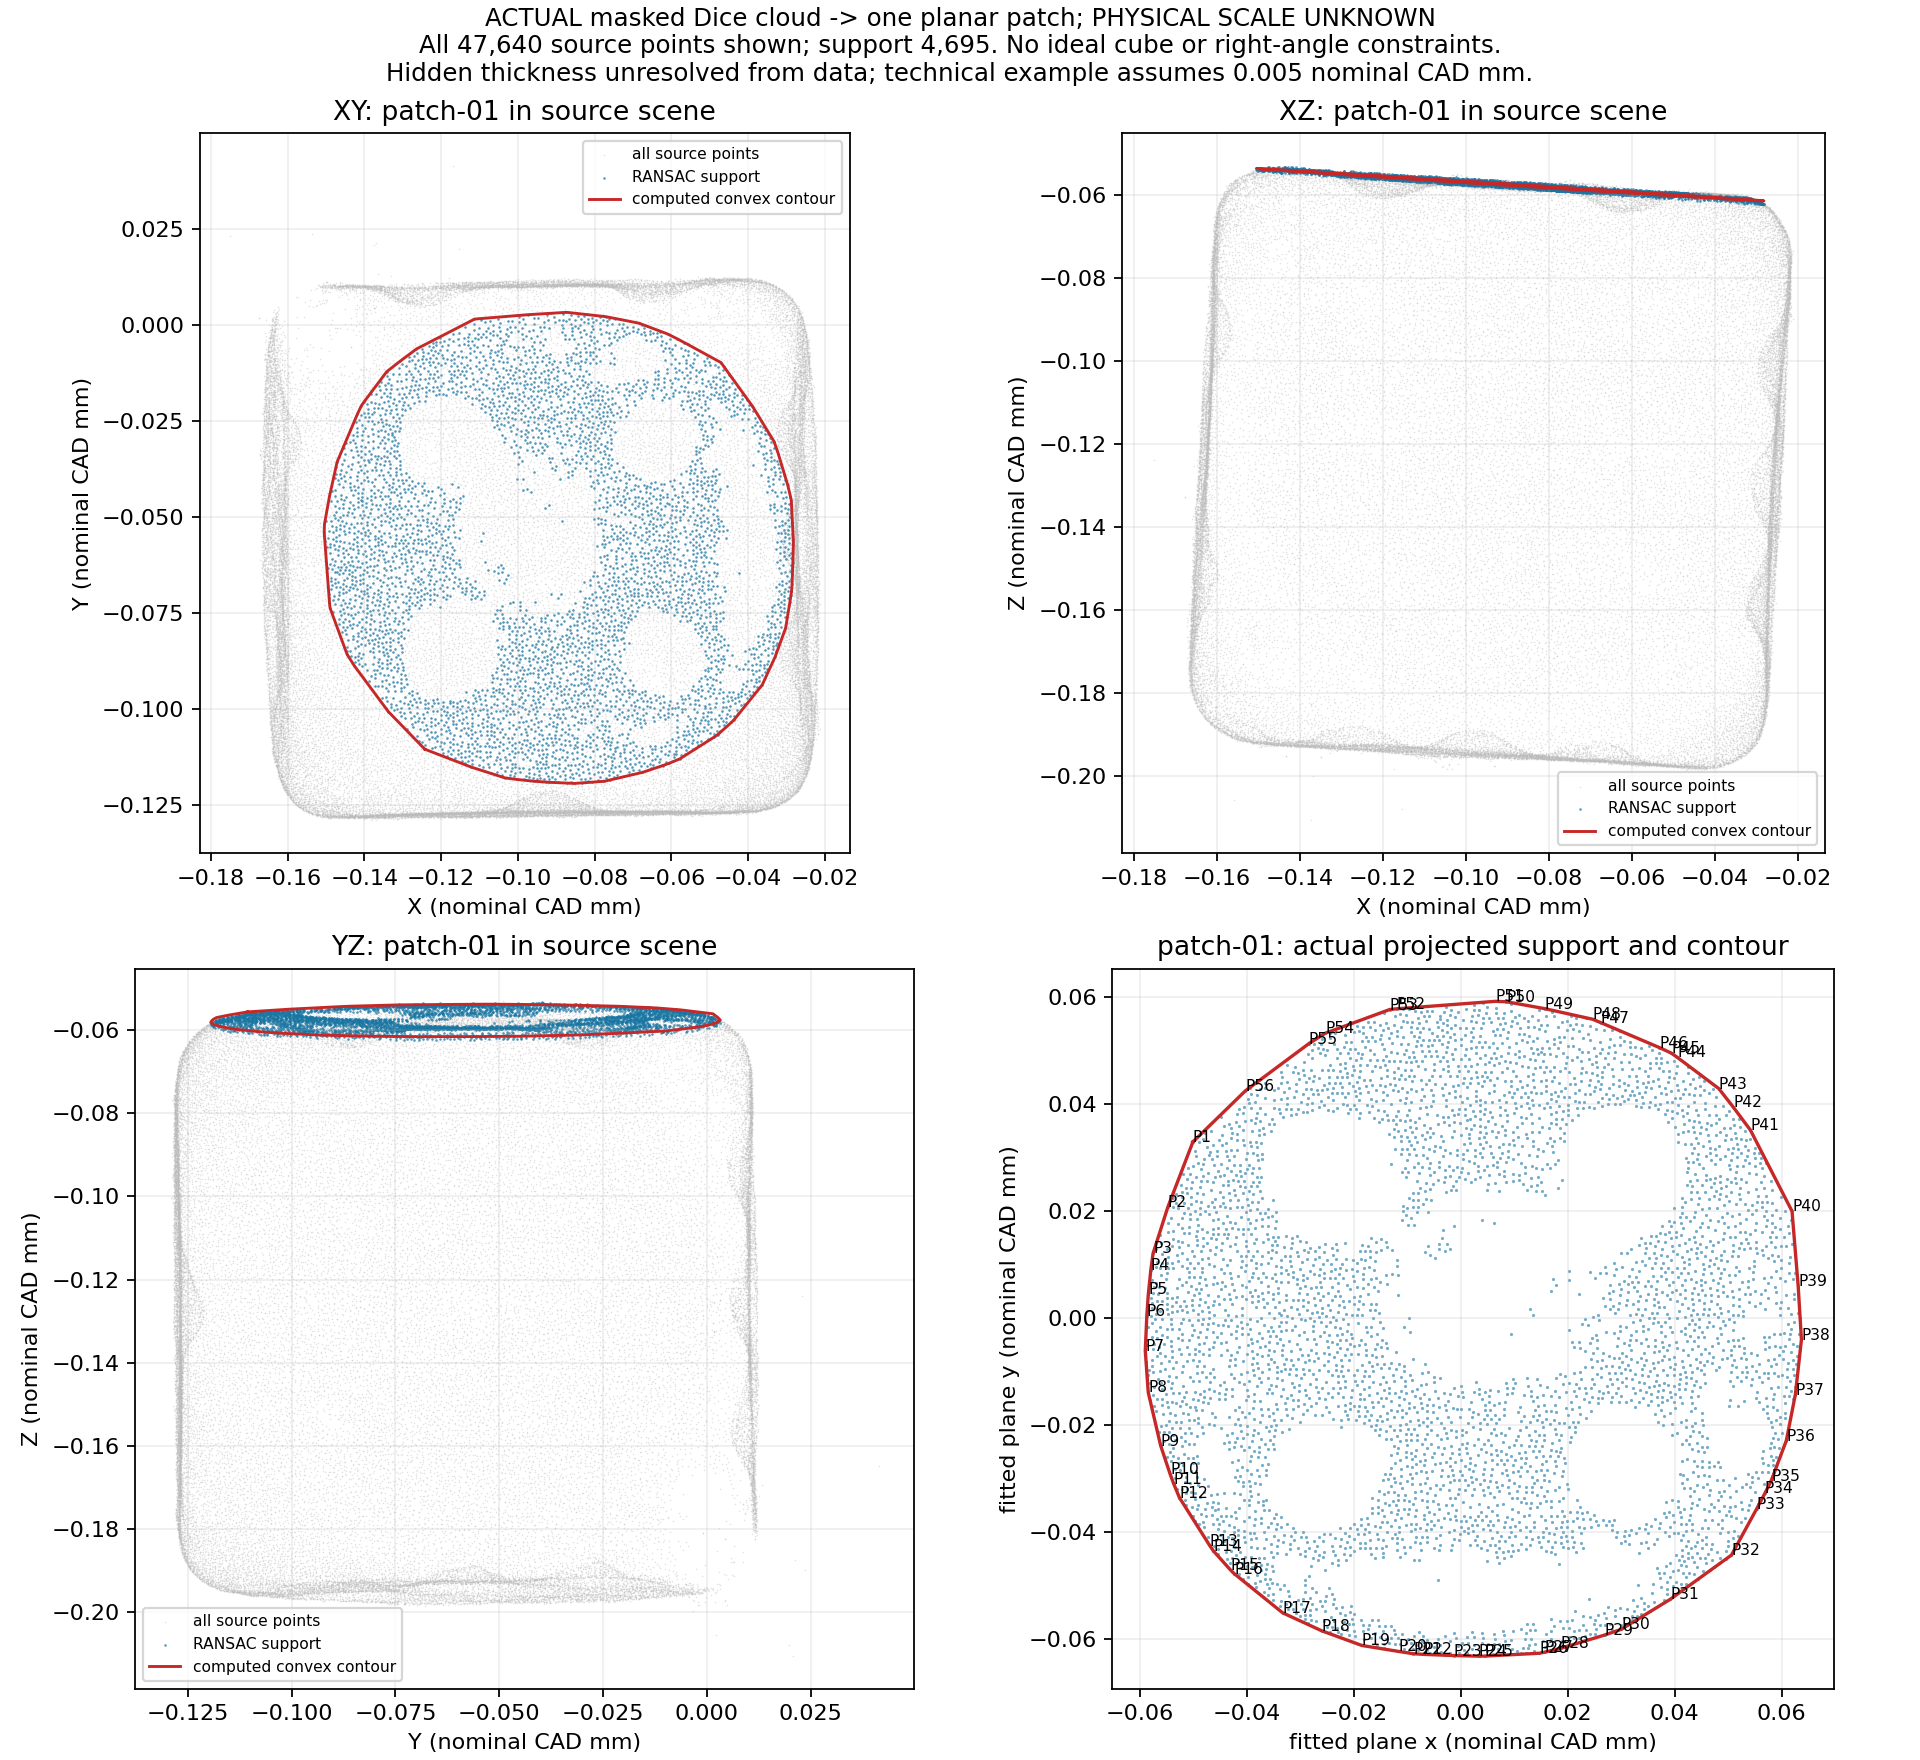 ACTUAL masked Dice cloud -> one planar patch; PHYSICAL SCALE UNKNOWN
All 47,640 source points shown; support 4,695. No ideal cube or right-angle constraints.
Hidden thickness unresolved from data; technical example assumes 0.005 nominal CAD mm.
XY: patch-01 in source scene
all source points
RANSAC support
computed convex contour
0.025
0.000
−0.025
−0.050
−0.075
−0.100
−0.125
Y (nominal CAD mm)
−0.18 −0.16 −0.14 −0.12 −0.10 −0.08 −0.06 −0.04 −0.02
X (nominal CAD mm)
XZ: patch-01 in source scene
−0.06
−0.08
−0.10
−0.12
−0.14
−0.16
−0.18
−0.20
Z (nominal CAD mm)
all source points
RANSAC support
computed convex contour
−0.18 −0.16 −0.14 −0.12 −0.10 −0.08 −0.06 −0.04 −0.02
X (nominal CAD mm)
YZ: patch-01 in source scene
−0.06
−0.08
−0.10
−0.12
−0.14
−0.16
−0.18
−0.20
Z (nominal CAD mm)
all source points
RANSAC support
computed convex contour
−0.125 −0.100 −0.075 −0.050 −0.025 0.000 0.025
Y (nominal CAD mm)
patch-01: actual projected support and contour
0.06
0.04
0.02
0.00
−0.02
−0.04
−0.06
fitted plane y (nominal CAD mm)
P1
P2
P3
P4
P5
P6
P7
P8
P9
P10
P11
P12
P14
P16
P17
P18
P19
P22
P25
P28
P29
P30
P31
P32
P33
P34
P35
P36
P37
P38
P39
P40
P41
P42
P43
P44
P46
P47
P48
P49
P50
P51
P52
P54
P55
P56
−0.06 −0.04 −0.02 0.00 0.02 0.04 0.06
fitted plane x (nominal CAD mm)